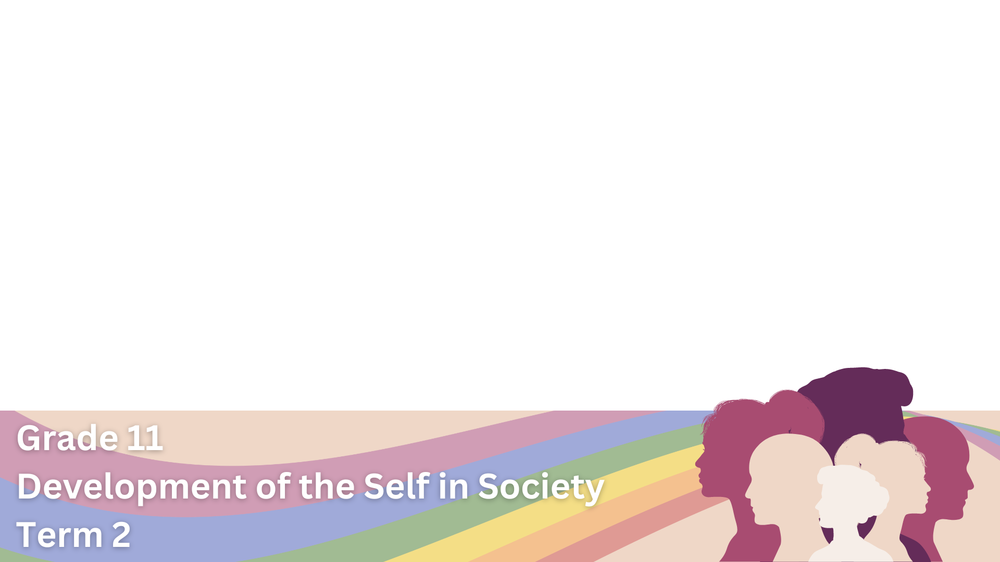 Grade 11
Development of the Self in Society
Term 2